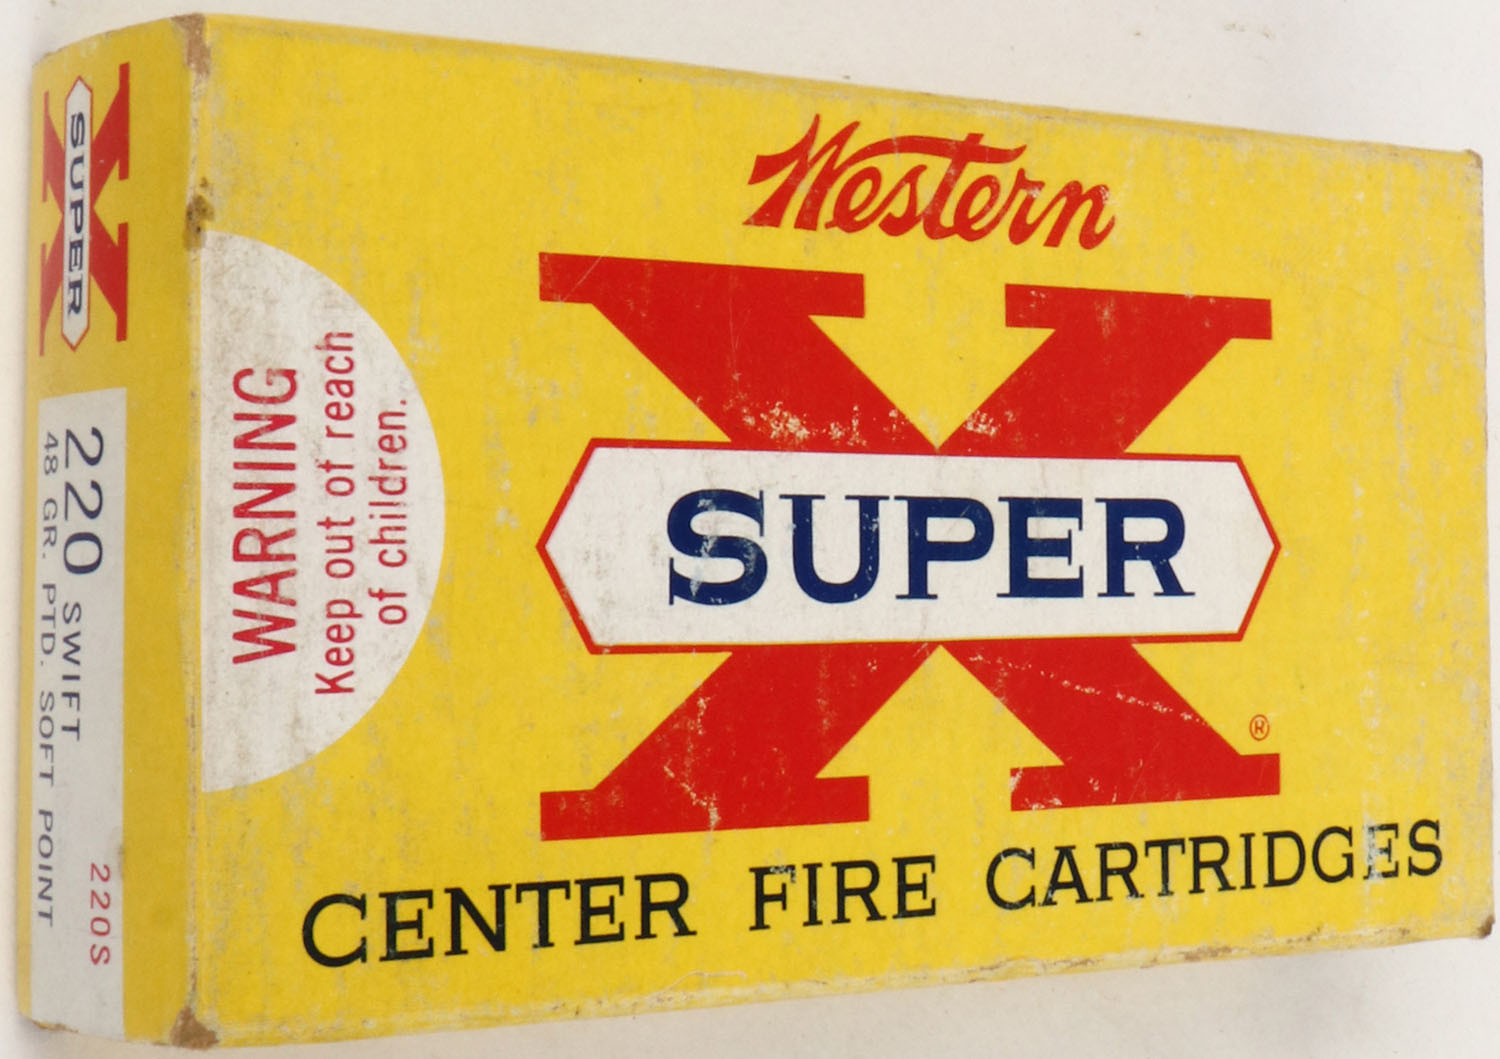 Western
X
SUPER
®
CENTER FIRE CARTRIDGES
WARNING
Keep out of reach
of children.
X
SUPER
220 SWIFT
220S
48 GR. PTD. SOFT POINT